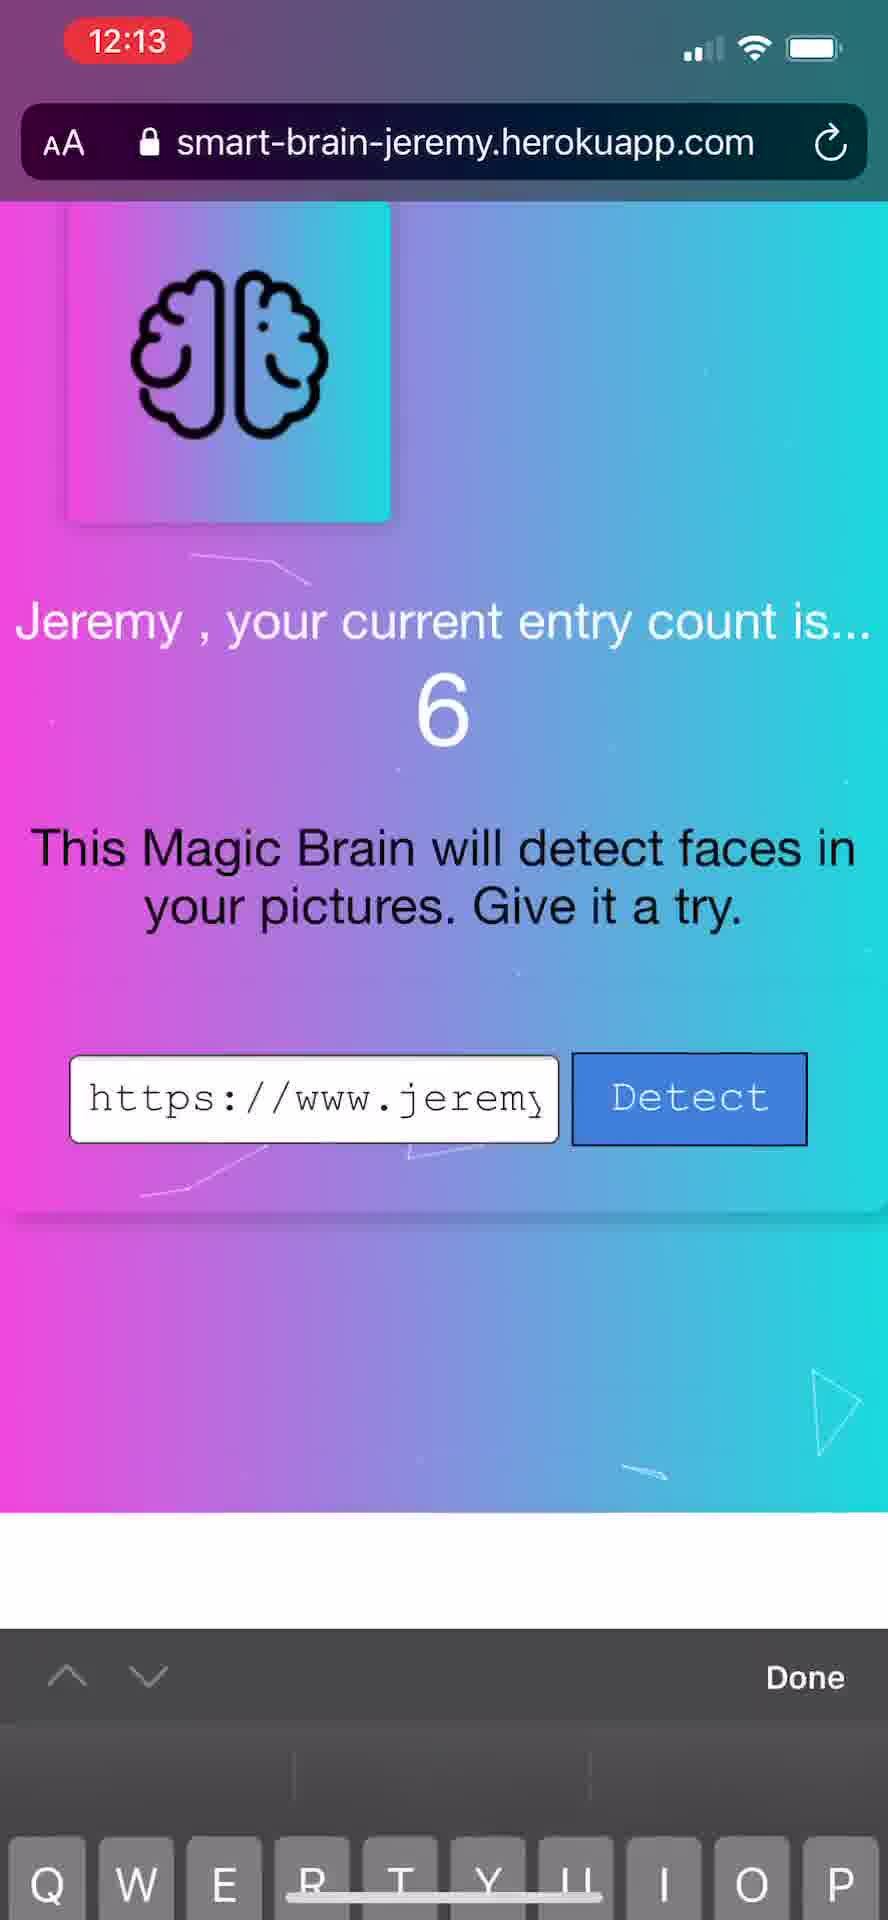 12:13
AA smart-brain-jeremy.herokuapp.com
Jeremy , your current entry count is...
6
This Magic Brain will detect faces in
your pictures. Give it a try.
https://www.jeremy Detect
Done
Q W E R T Y U I O P